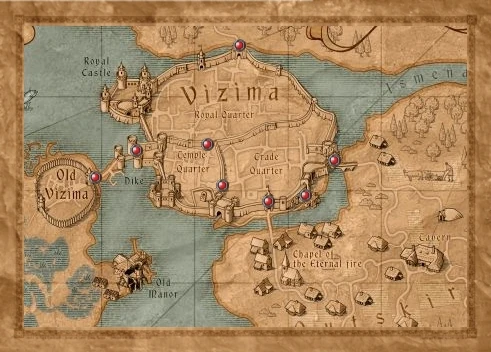 Royal
Castle
Vizima
Royal Quarter
Ismena
Temple
Quarter
Trade
Quarter
Old
Vizima
Dike
Old
Manor
Chapel of
the Eternal fire
Cavern
Outskir